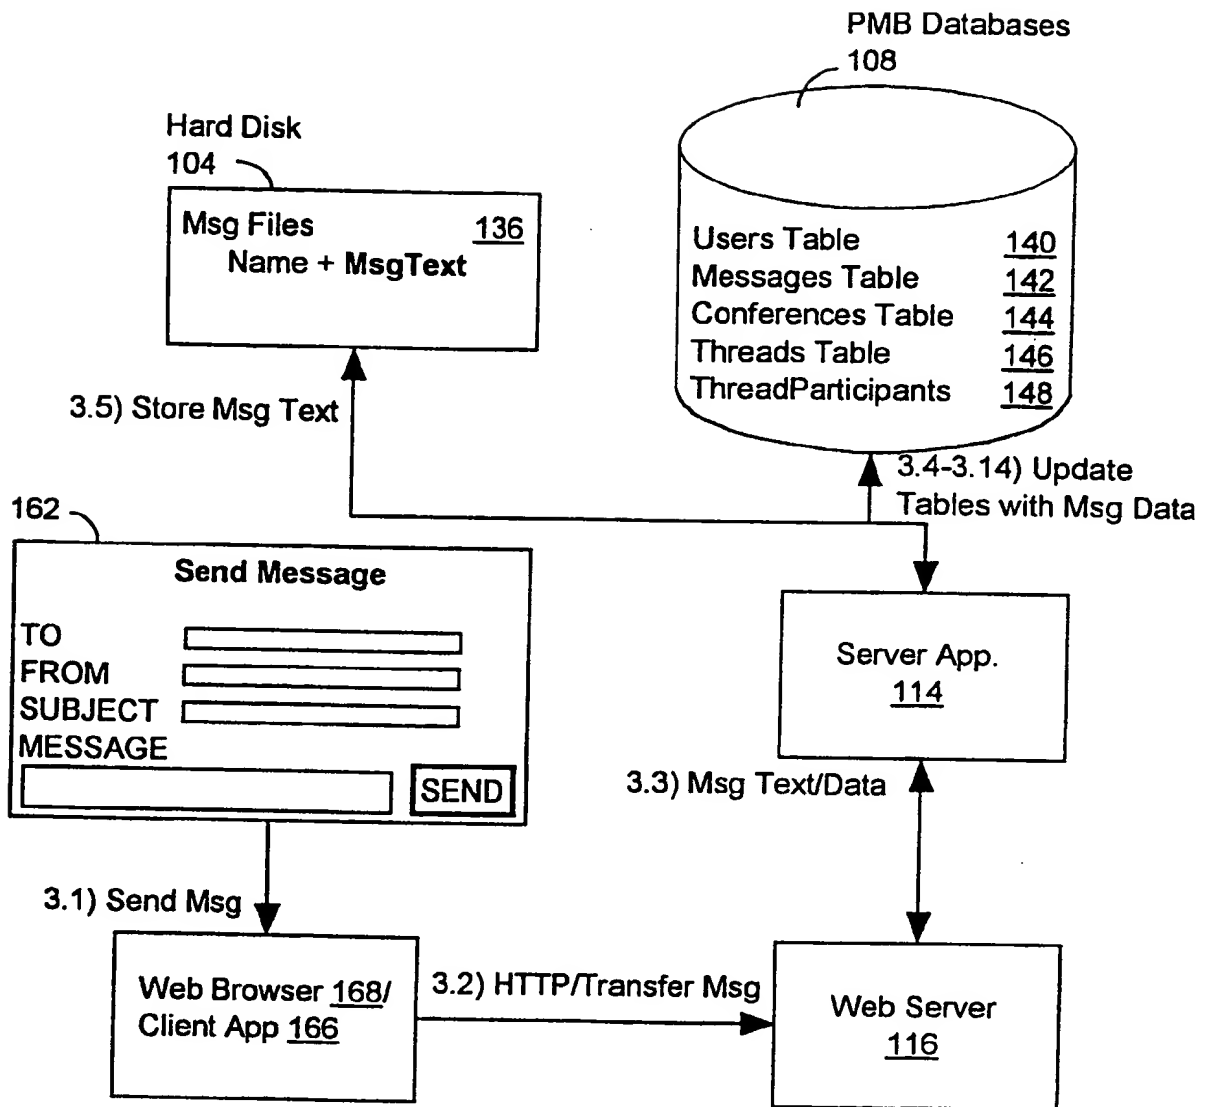 PMB Databases
108
Hard Disk
104
Msg Files 136
Name + MsgText
Users Table 140
Messages Table 142
Conferences Table 144
Threads Table 146
ThreadParticipants 148
3.5) Store Msg Text
3.4-3.14) Update
Tables with Msg Data
162
Send Message
TO
FROM
SUBJECT
MESSAGE
SEND
Server App.
114
3.3) Msg Text/Data
3.1) Send Msg
Web Browser 168/
Client App 166
3.2) HTTP/Transfer Msg
Web Server
116